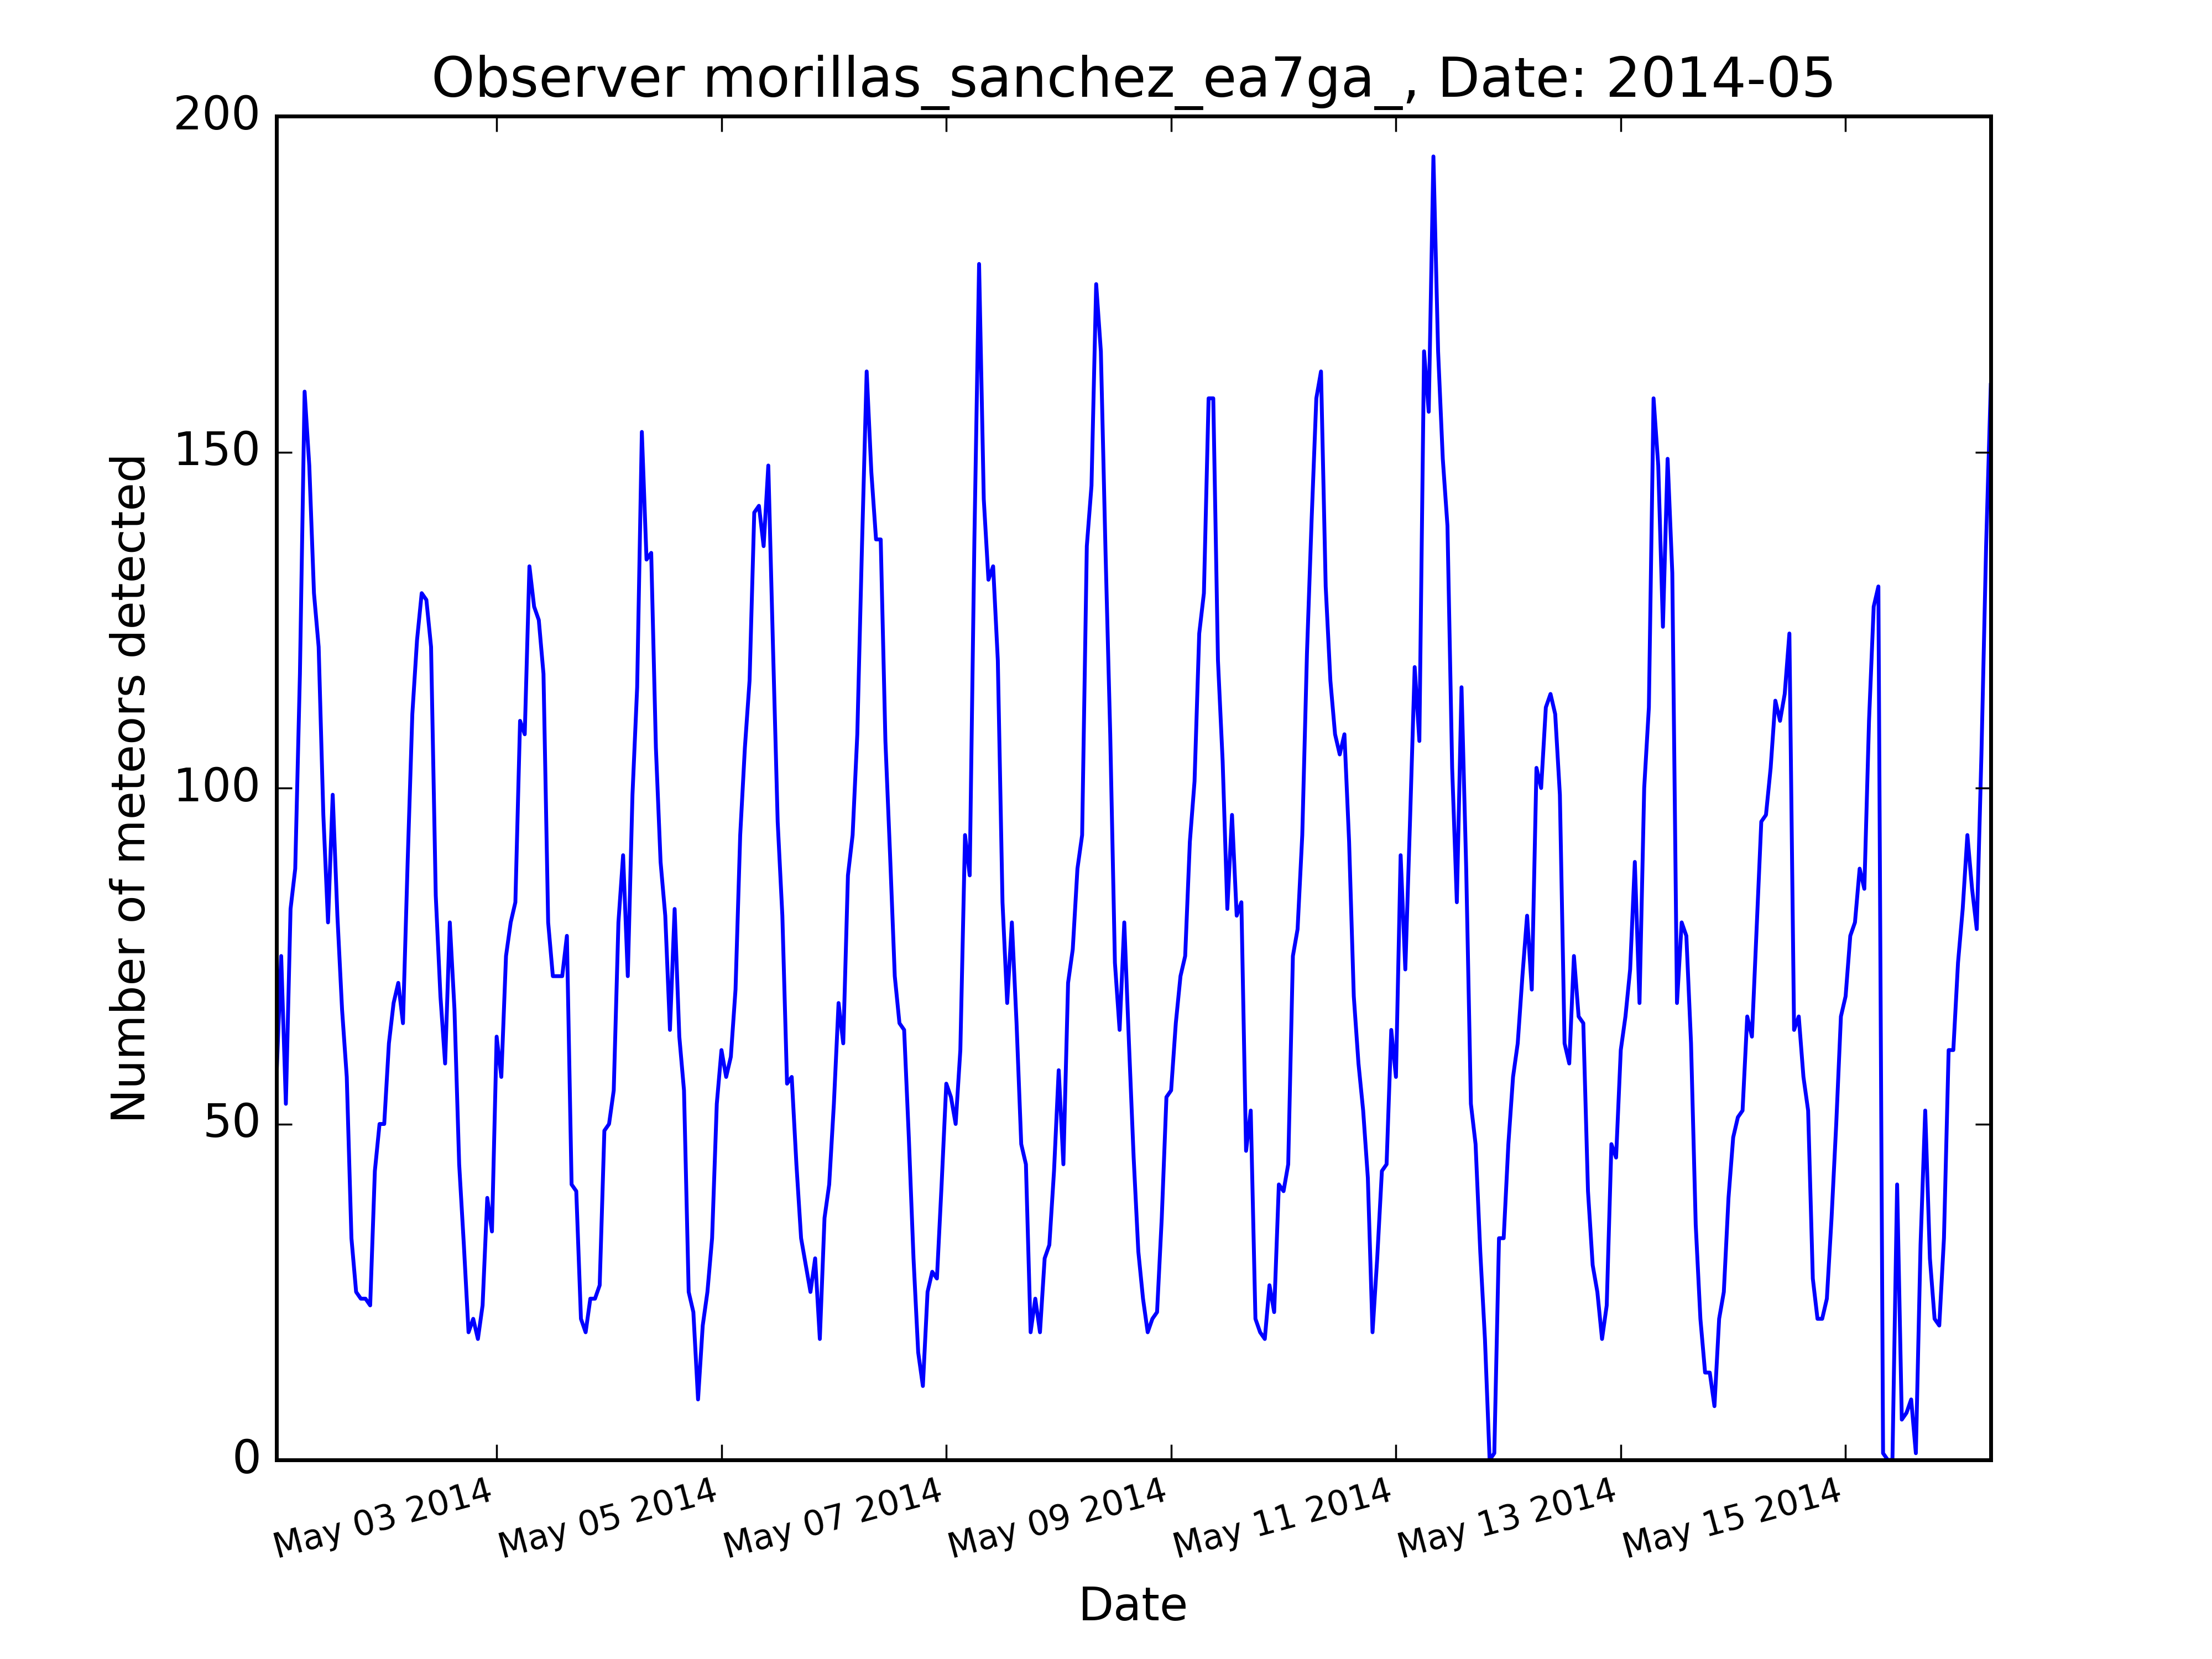 Observer morillas_sanchez_ea7ga_, Date: 2014-05
Number of meteors detected
200
150
100
50
0
May 03 2014
May 05 2014
May 07 2014
May 09 2014
May 11 2014
May 13 2014
May 15 2014
Date